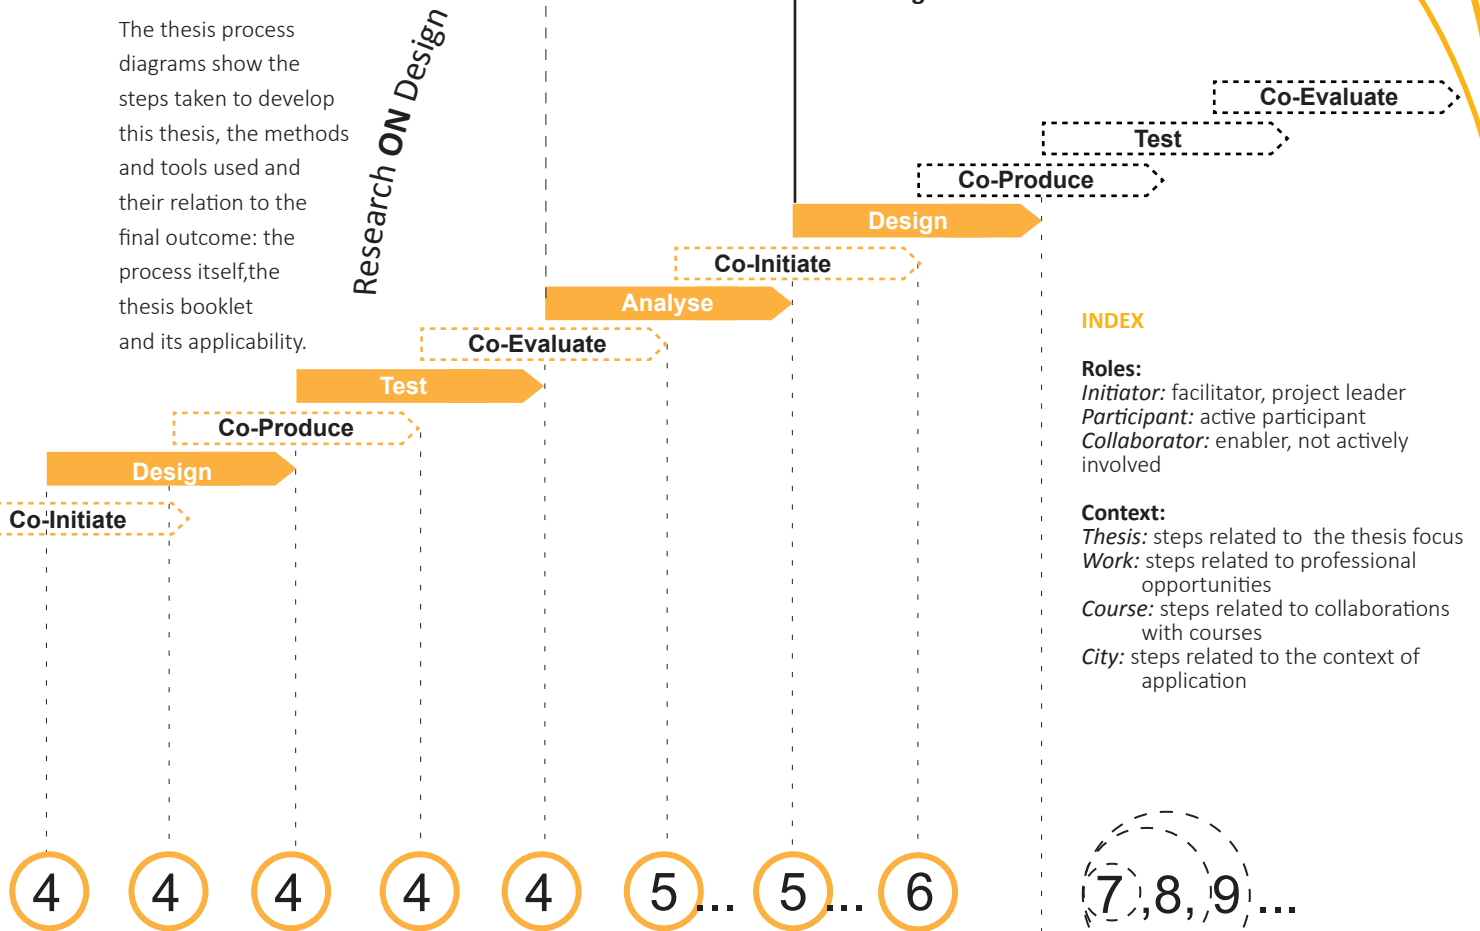 The thesis process
diagrams show the
steps taken to develop
this thesis, the methods
and tools used and
their relation to the
final outcome: the
process itself,the
thesis booklet
and its applicability.
Research ON Design
Co-Evaluate
Test
Co-Produce
Design
Co-Initiate
Analyse
Co-Evaluate
Test
Co-Produce
Design
Co-Initiate
INDEX
Roles:
Initiator: facilitator, project leader
Participant: active participant
Collaborator: enabler, not actively
involved
Context:
Thesis: steps related to  the thesis focus
Work: steps related to professional
opportunities
Course: steps related to collaborations
with courses
City: steps related to the context of
application
4 4 4 4 4 5... 5... 6 7,8, 9...